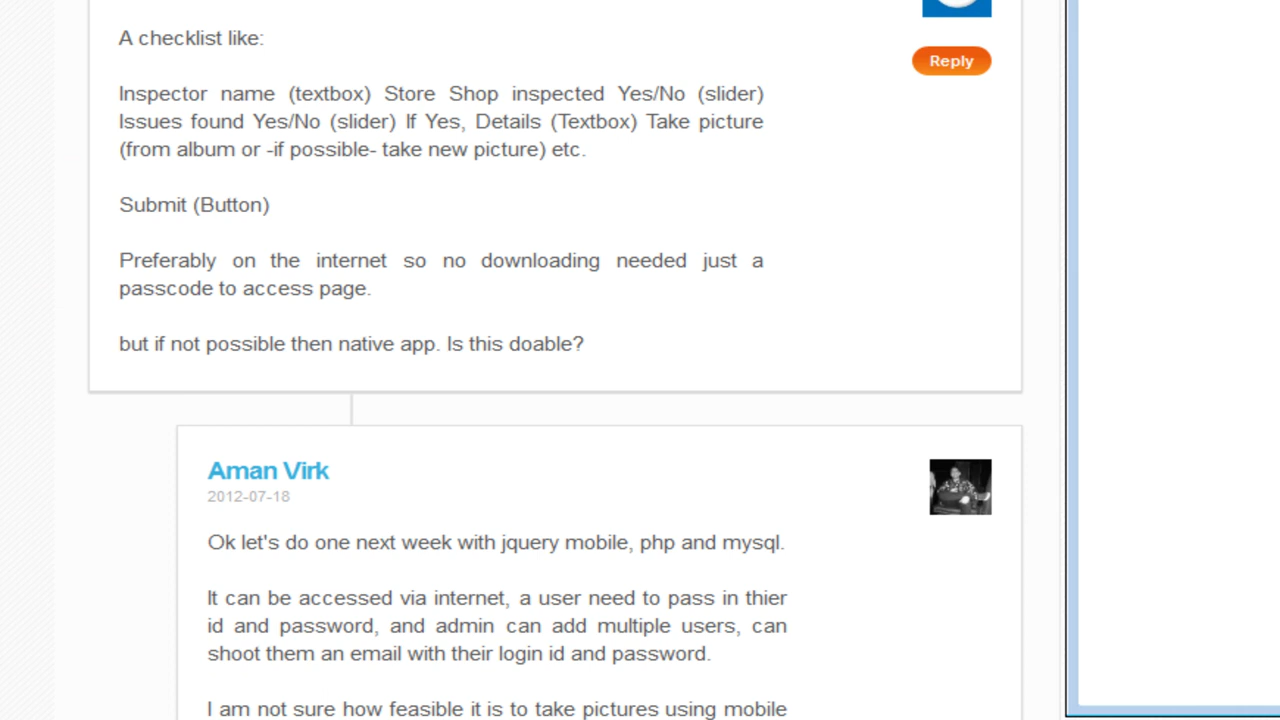 A checklist like:
Reply
Inspector name (textbox) Store Shop inspected Yes/No (slider)
Issues found Yes/No (slider) If Yes, Details (Textbox) Take picture
(from album or -if possible- take new picture) etc.
Submit (Button)
Preferably on the internet so no downloading needed just a
passcode to access page.
but if not possible then native app. Is this doable?
Aman Virk
2012-07-18
Ok let's do one next week with jquery mobile, php and mysql.
It can be accessed via internet, a user need to pass in thier
id and password, and admin can add multiple users, can
shoot them an email with their login id and password.
I am not sure how feasible it is to take pictures using mobile